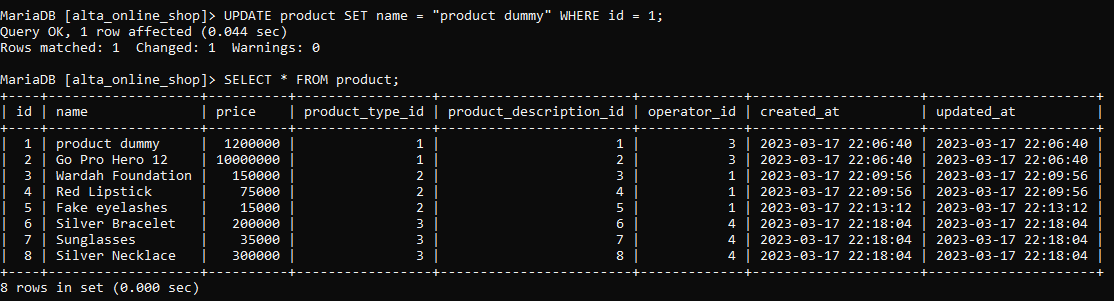 MariaDB [alta_online_shop]> UPDATE product SET name = "product dummy" WHERE id = 1;
Query OK, 1 row affected (0.044 sec)
Rows matched: 1  Changed: 1  Warnings: 0

MariaDB [alta_online_shop]> SELECT * FROM product;
+----+-------------------+----------+-----------------+------------------------+-------------+---------------------+---------------------+
| id | name              | price    | product_type_id | product_description_id | operator_id | created_at          | updated_at          |
+----+-------------------+----------+-----------------+------------------------+-------------+---------------------+---------------------+
|  1 | product dummy     |  1200000 |               1 |                      1 |           3 | 2023-03-17 22:06:40 | 2023-03-17 22:06:40 |
|  2 | Go Pro Hero 12    | 10000000 |               1 |                      2 |           3 | 2023-03-17 22:06:40 | 2023-03-17 22:06:40 |
|  3 | Wardah Foundation |   150000 |               2 |                      3 |           1 | 2023-03-17 22:09:56 | 2023-03-17 22:09:56 |
|  4 | Red Lipstick      |    75000 |               2 |                      4 |           1 | 2023-03-17 22:09:56 | 2023-03-17 22:09:56 |
|  5 | Fake eyelashes    |    15000 |               2 |                      5 |           1 | 2023-03-17 22:13:12 | 2023-03-17 22:13:12 |
|  6 | Silver Bracelet   |   200000 |               3 |                      6 |           4 | 2023-03-17 22:18:04 | 2023-03-17 22:18:04 |
|  7 | Sunglasses        |    35000 |               3 |                      7 |           4 | 2023-03-17 22:18:04 | 2023-03-17 22:18:04 |
|  8 | Silver Necklace   |   300000 |               3 |                      8 |           4 | 2023-03-17 22:18:04 | 2023-03-17 22:18:04 |
+----+-------------------+----------+-----------------+------------------------+-------------+---------------------+---------------------+
8 rows in set (0.000 sec)